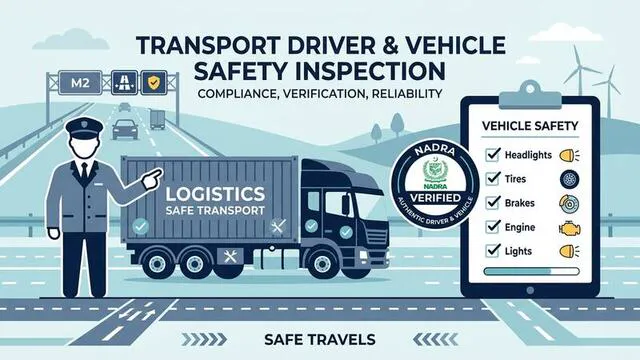 TRANSPORT DRIVER & VEHICLE
SAFETY INSPECTION
COMPLIANCE, VERIFICATION, RELIABILITY
M2
LOGISTICS
SAFE TRANSPORT
NADRA
NADRA
VERIFIED
AUTHENTIC DRIVER & VEHICLE
VEHICLE SAFETY
Headlights
Tires
Brakes
Engine
Lights
SAFE TRAVELS